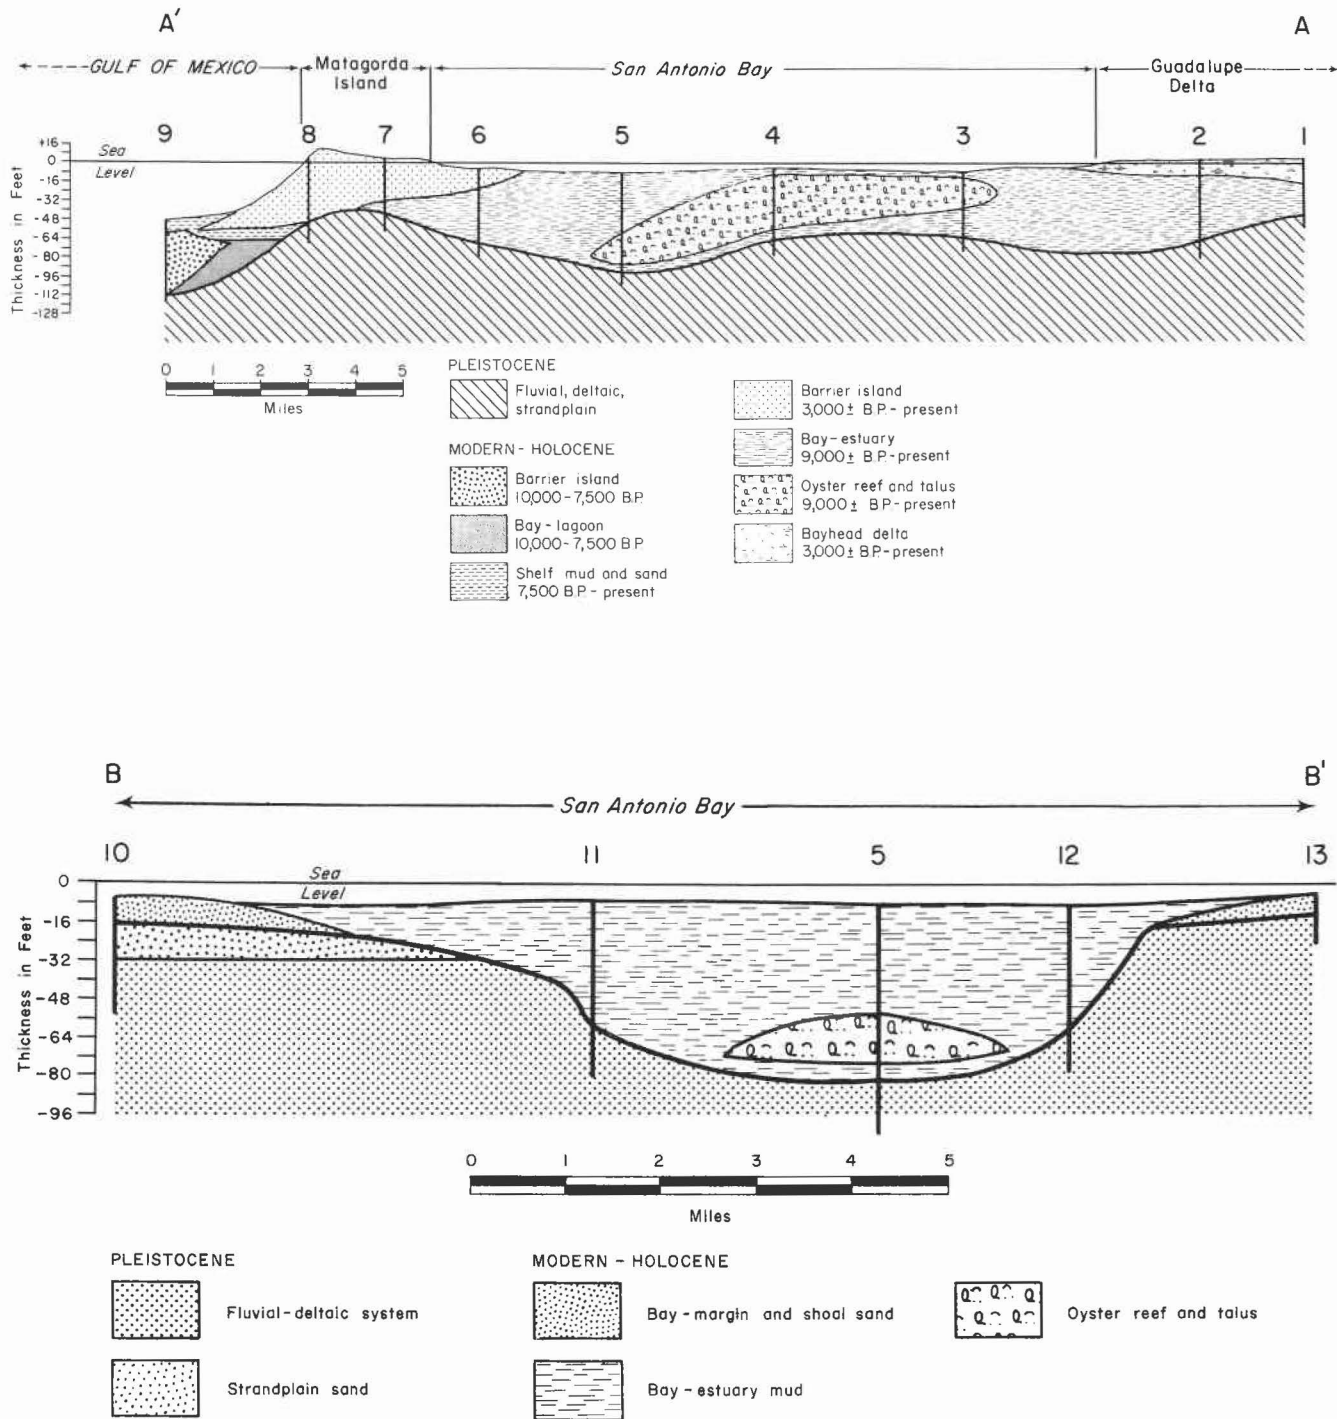 A' A
GULF OF MEXICO Matagorda Island San Antonio Bay Guadalupe Delta
9 8 7 6 5 4 3 2 1
Thickness in Feet
+16
0
-16
-32
-48
-64
-80
-96
-112
-128
Sea
Level
0 1 2 3 4 5
Miles
PLEISTOCENE
Fluvial, deltaic,
strandplain
MODERN - HOLOCENE
Barrier island
10,000 - 7,500 B.P.
Bay - lagoon
10,000 - 7,500 B.P.
Shelf mud and sand
7,500 B.P. - present
Barrier island
3,000 ± B.P. - present
Bay - estuary
9,000 ± B.P. - present
Oyster reef and talus
9,000 ± B.P. - present
Bayhead delta
3,000 ± B.P. - present
B B'
San Antonio Bay
10 11 5 12 13
Thickness in Feet
0
-16
-32
-48
-64
-80
-96
Sea
Level
0 1 2 3 4 5
Miles
PLEISTOCENE
Fluvial - deltaic system
Strandplain sand
MODERN - HOLOCENE
Bay - margin and shoal sand
Bay - estuary mud
Oyster reef and talus